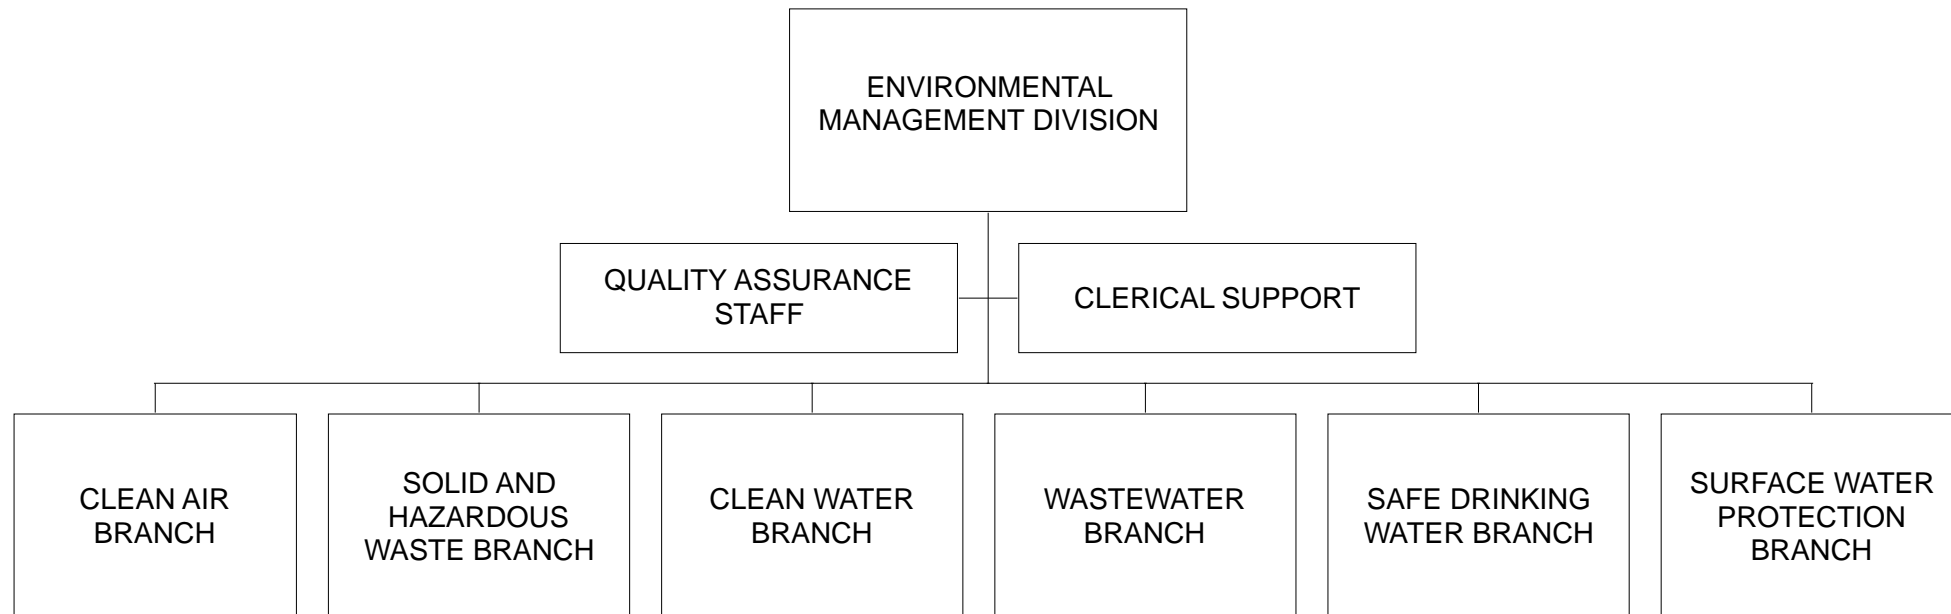 ENVIRONMENTAL
MANAGEMENT DIVISION
QUALITY ASSURANCE
STAFF
CLERICAL SUPPORT
CLEAN AIR
BRANCH
SOLID AND
HAZARDOUS
WASTE BRANCH
CLEAN WATER
BRANCH
WASTEWATER
BRANCH
SAFE DRINKING
WATER BRANCH
SURFACE WATER
PROTECTION
BRANCH